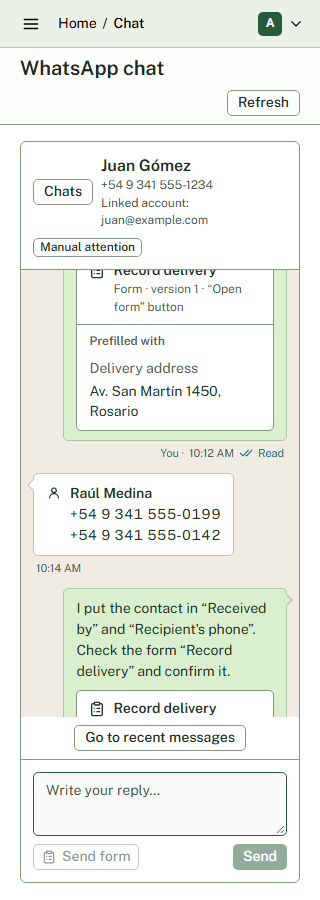 Home / Chat
A
WhatsApp chat
Refresh
Chats
Juan Gómez
+54 9 341 555-1234
Linked account:
juan@example.com
Manual attention
Record delivery
Form · version 1 · “Open
form” button
Prefilled with
Delivery address
Av. San Martín 1450,
Rosario
You · 10:12 AM Read
Raúl Medina
+54 9 341 555-0199
+54 9 341 555-0142
10:14 AM
I put the contact in “Received
by” and “Recipient’s phone”.
Check the form “Record
delivery” and confirm it.
Record delivery
Go to recent messages
Write your reply…
Send form
Send